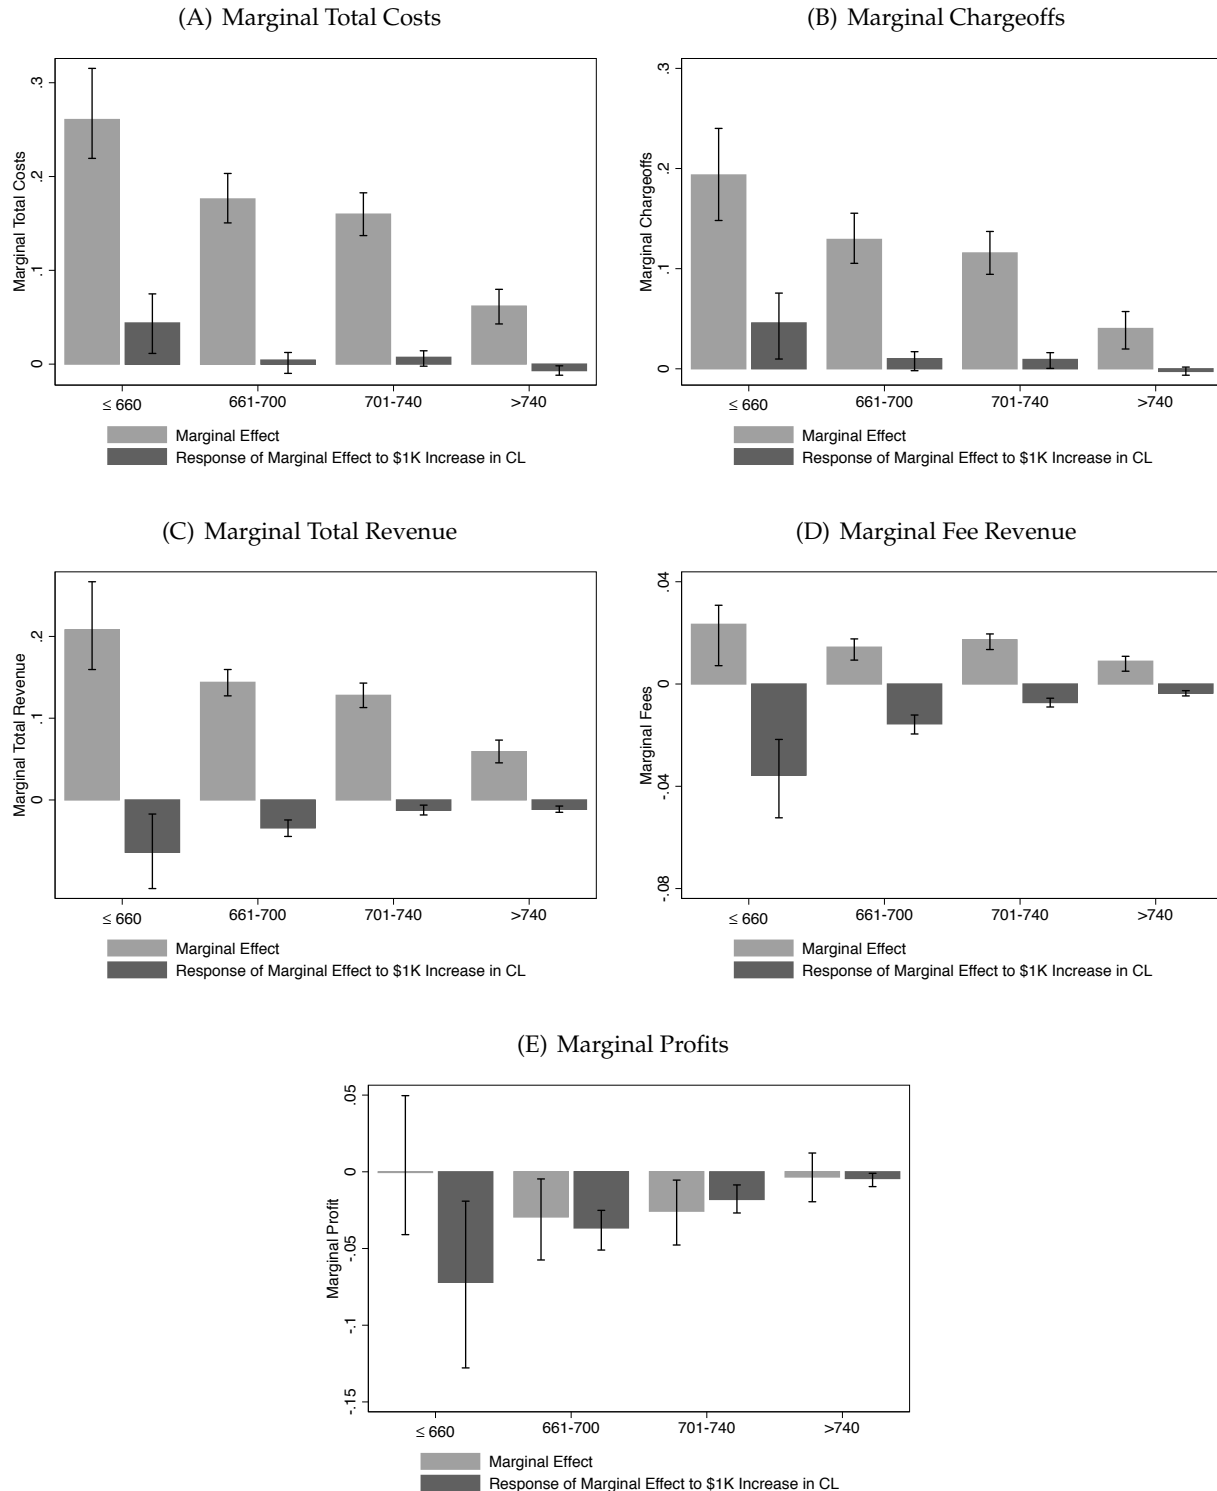 (A) Marginal Total Costs
Marginal Total Costs
.3
.2
.1
0
≤ 660
661-700
701-740
>740
Marginal Effect
Response of Marginal Effect to $1K Increase in CL
(B) Marginal Chargeoffs
Marginal Chargeoffs
.3
.2
.1
0
≤ 660
661-700
701-740
>740
Marginal Effect
Response of Marginal Effect to $1K Increase in CL
(C) Marginal Total Revenue
Marginal Total Revenue
.2
.1
0
≤ 660
661-700
701-740
>740
Marginal Effect
Response of Marginal Effect to $1K Increase in CL
(D) Marginal Fee Revenue
Marginal Fees
.04
0
-.04
-.08
≤ 660
661-700
701-740
>740
Marginal Effect
Response of Marginal Effect to $1K Increase in CL
(E) Marginal Profits
Marginal Profit
.05
0
-.05
-.1
-.15
≤ 660
661-700
701-740
>740
Marginal Effect
Response of Marginal Effect to $1K Increase in CL